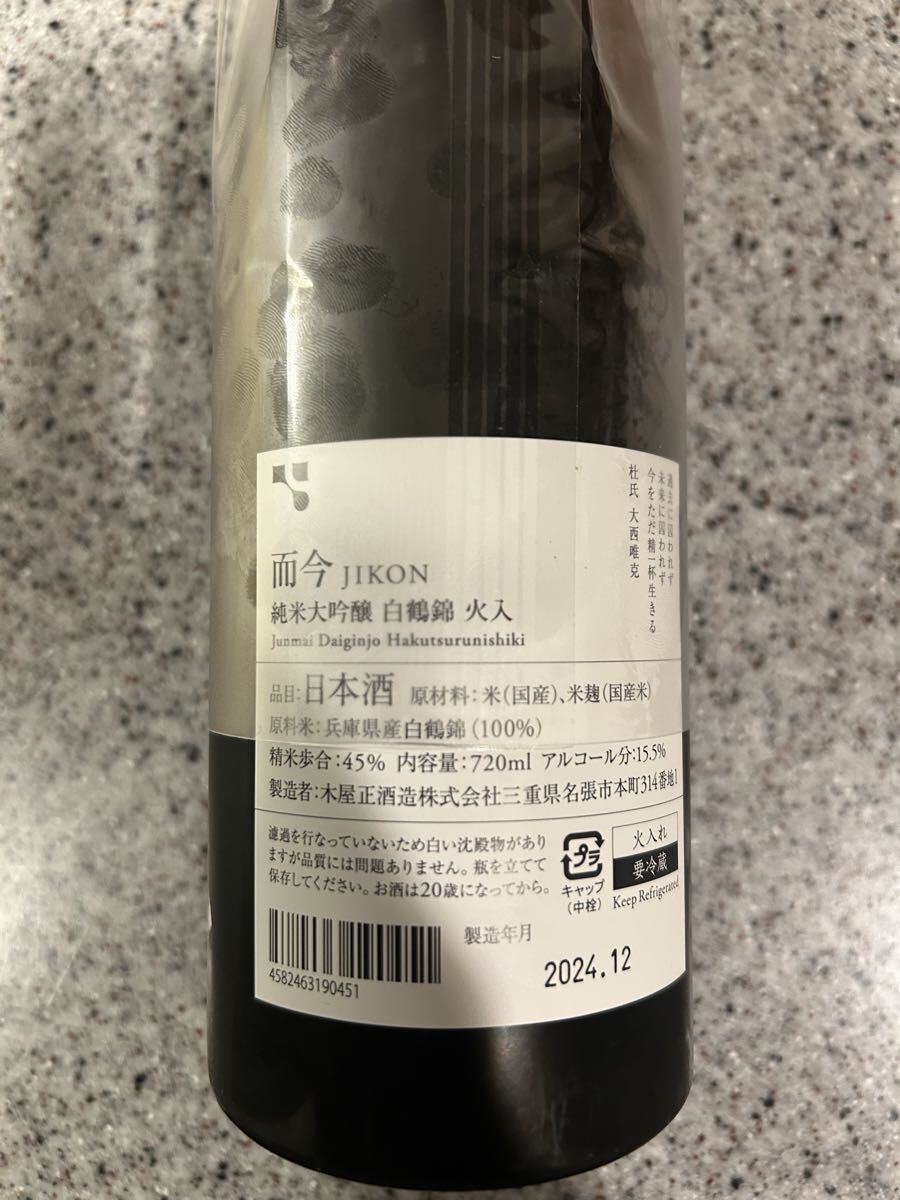 過去に囚われず
未来に囚われず
今をただ精一杯生きる
杜氏 大西唯克
而今 JIKON
純米大吟醸 白鶴錦 火入
Junmai Daiginjo Hakutsurunishiki
品目:日本酒 原材料:米(国産)、米麹(国産米)
原料米:兵庫県産白鶴錦(100%)
精米歩合:45% 内容量:720ml アルコール分:15.5%
製造者:木屋正酒造株式会社三重県名張市本町314番地1
濾過を行なっていないため白い沈殿物があり
ますが品質には問題ありません。瓶を立てて
保存してください。お酒は20歳になってから。
プラ
キャップ
(中栓)
火入れ
要冷蔵
Keep Refrigerated
製造年月
2024.12
4582463190451